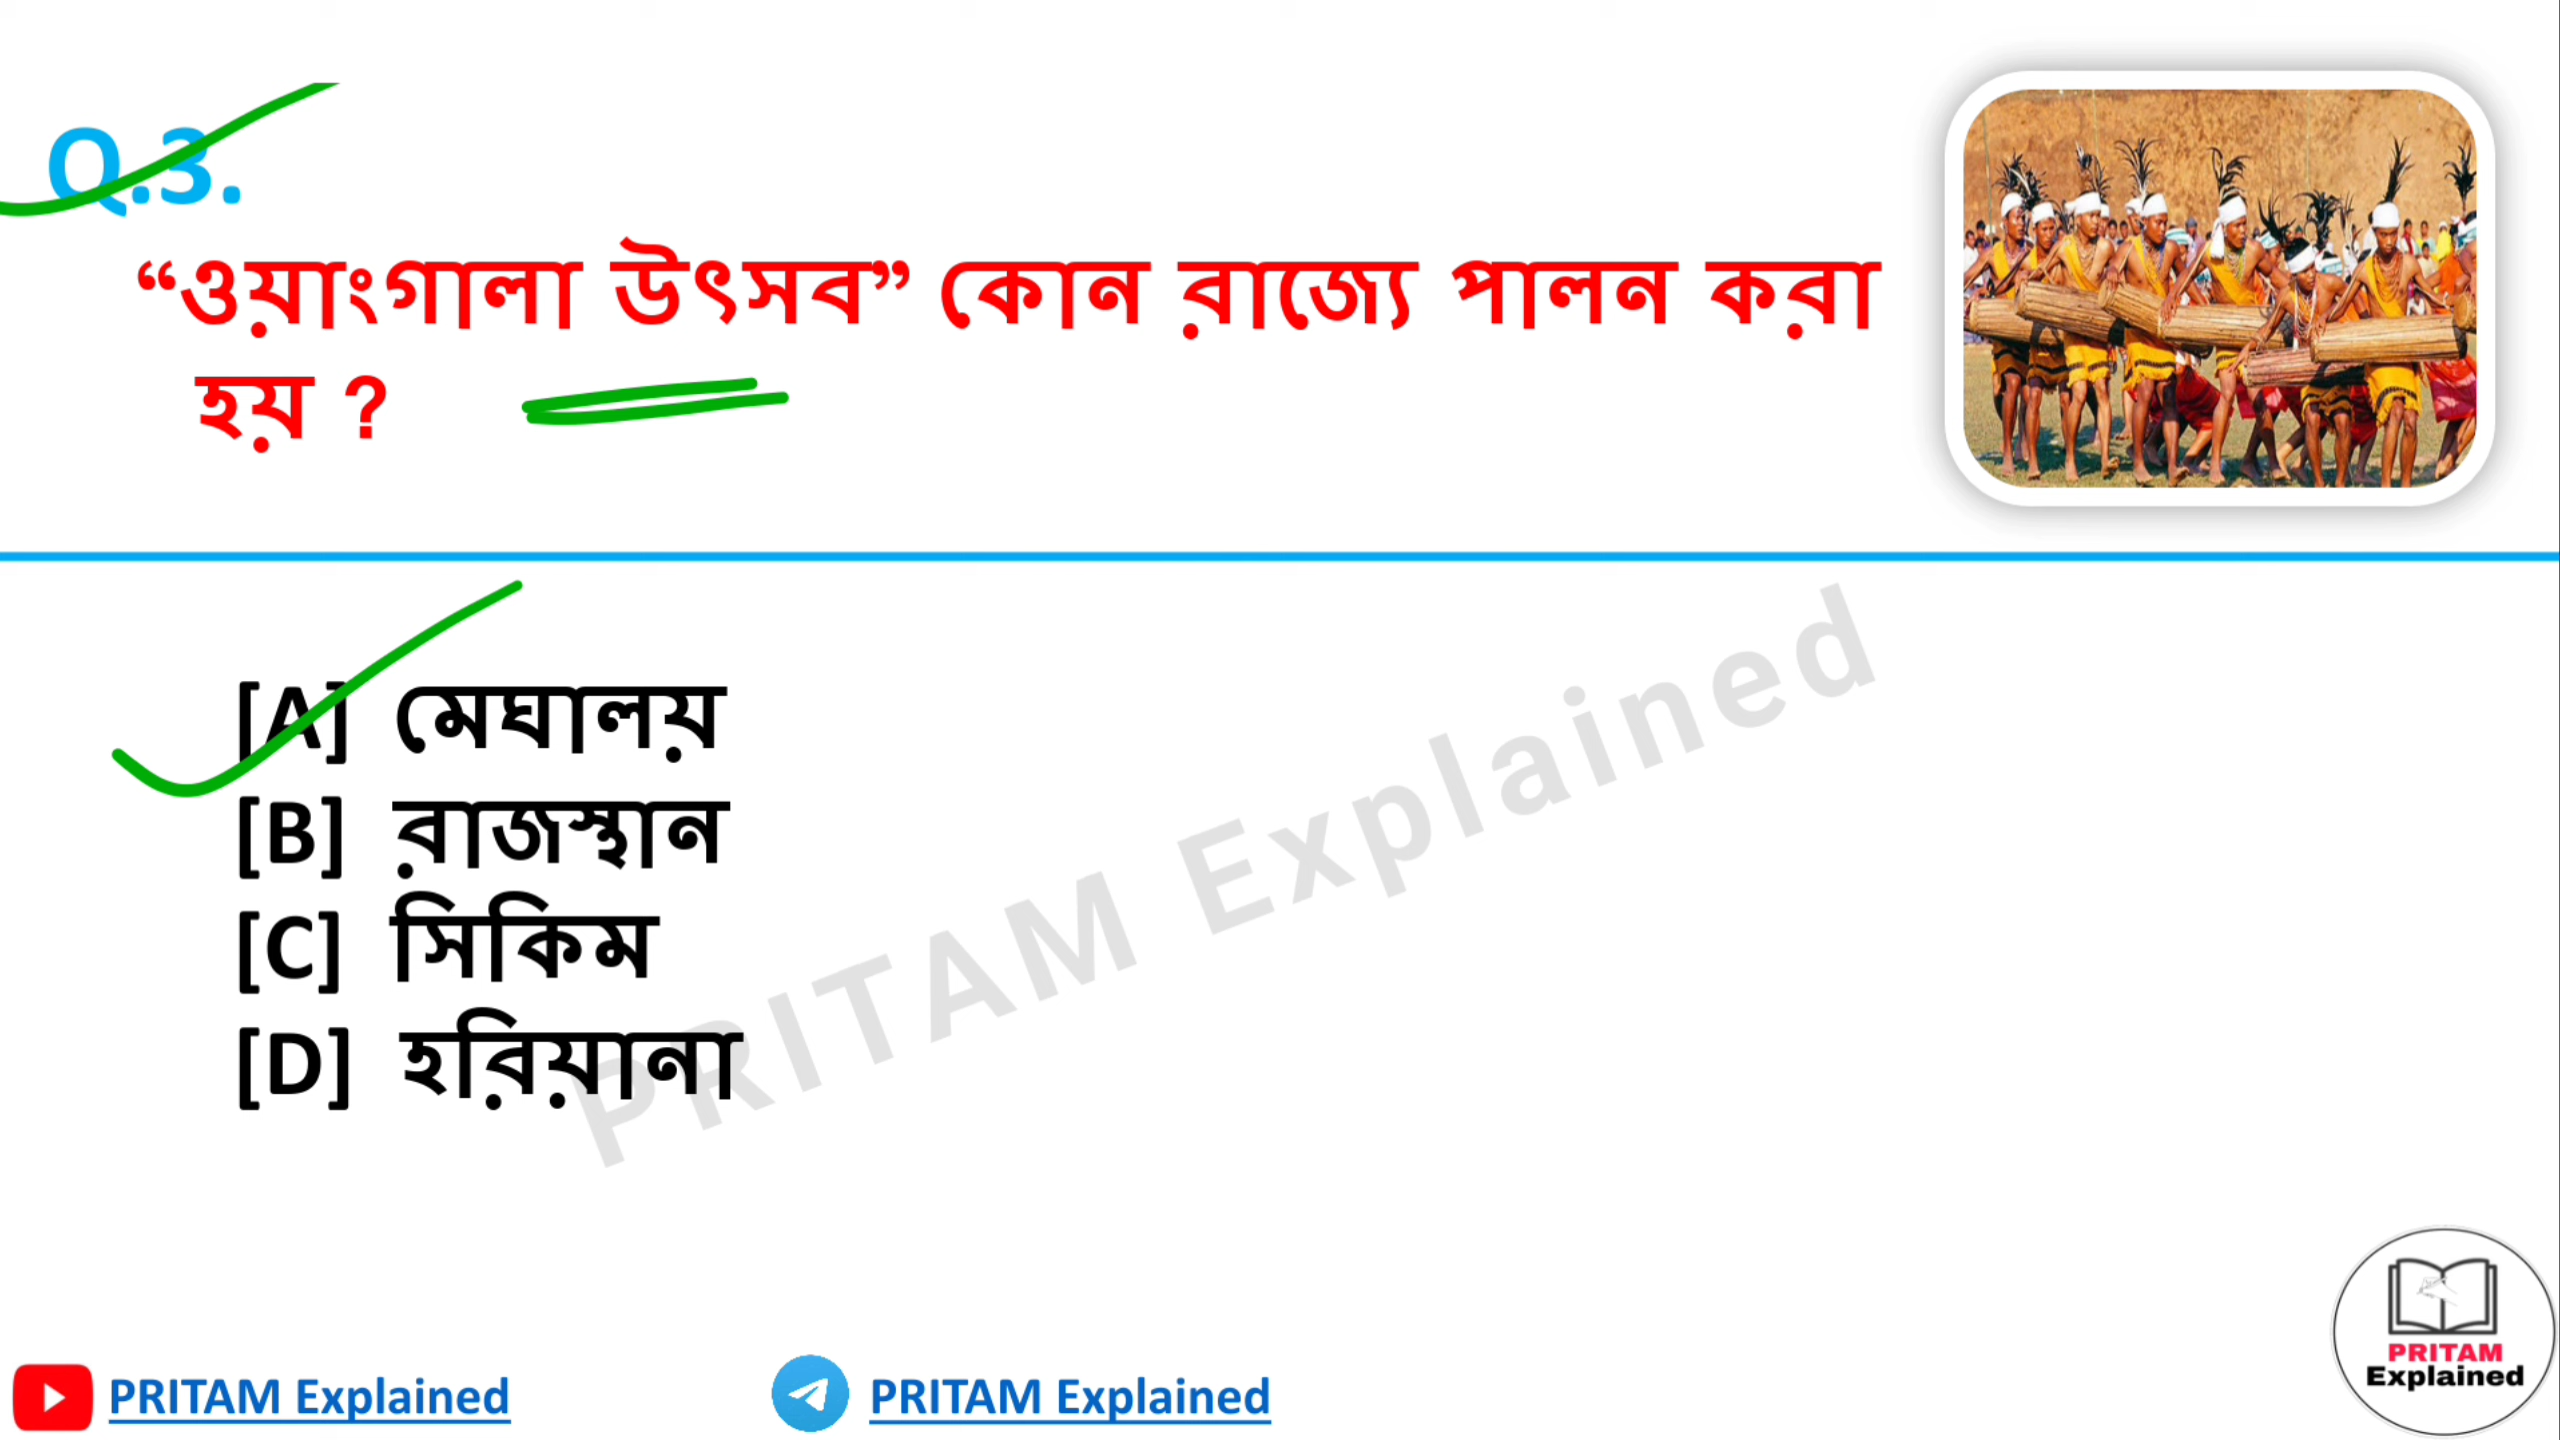 Q.3.
“ওয়াংগালা উৎসব” কোন রাজ্যে পালন করা
হয় ?
[A] মেঘালয়
[B] রাজস্থান
[C] সিকিম
[D] হরিয়ানা
PRITAM Explained
PRITAM Explained
PRITAM Explained
PRITAM
Explained